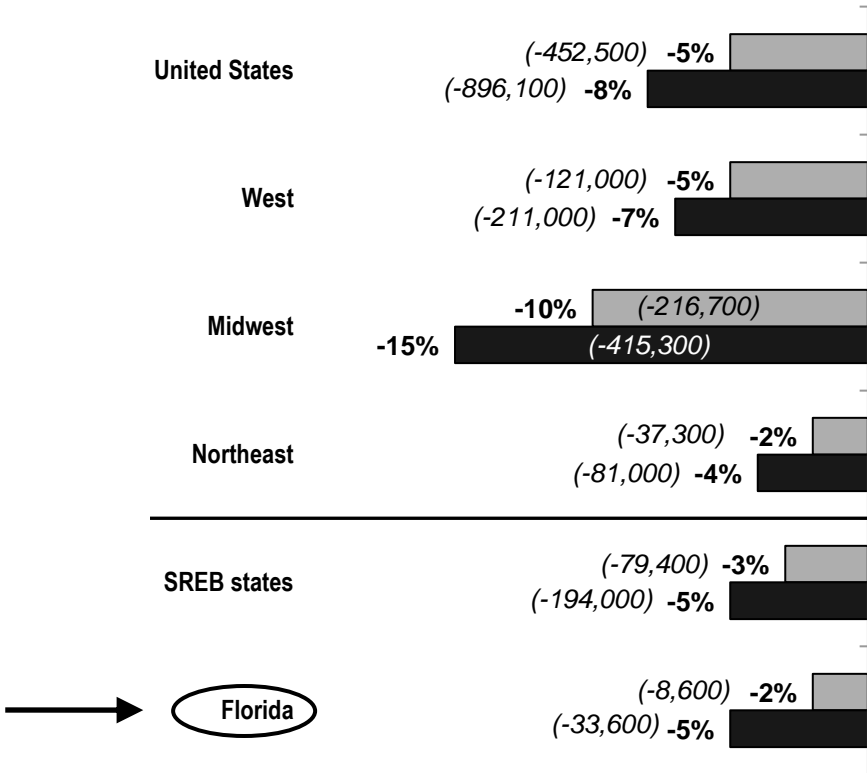 (-452,500) -5%
United States
(-896,100) -8%
(-121,000) -5%
West
(-211,000) -7%
-10% (-216,700)
Midwest
-15% (-415,300)
(-37,300) -2%
Northeast
(-81,000) -4%
(-79,400) -3%
SREB states
(-194,000) -5%
(-8,600) -2%
Florida
(-33,600) -5%